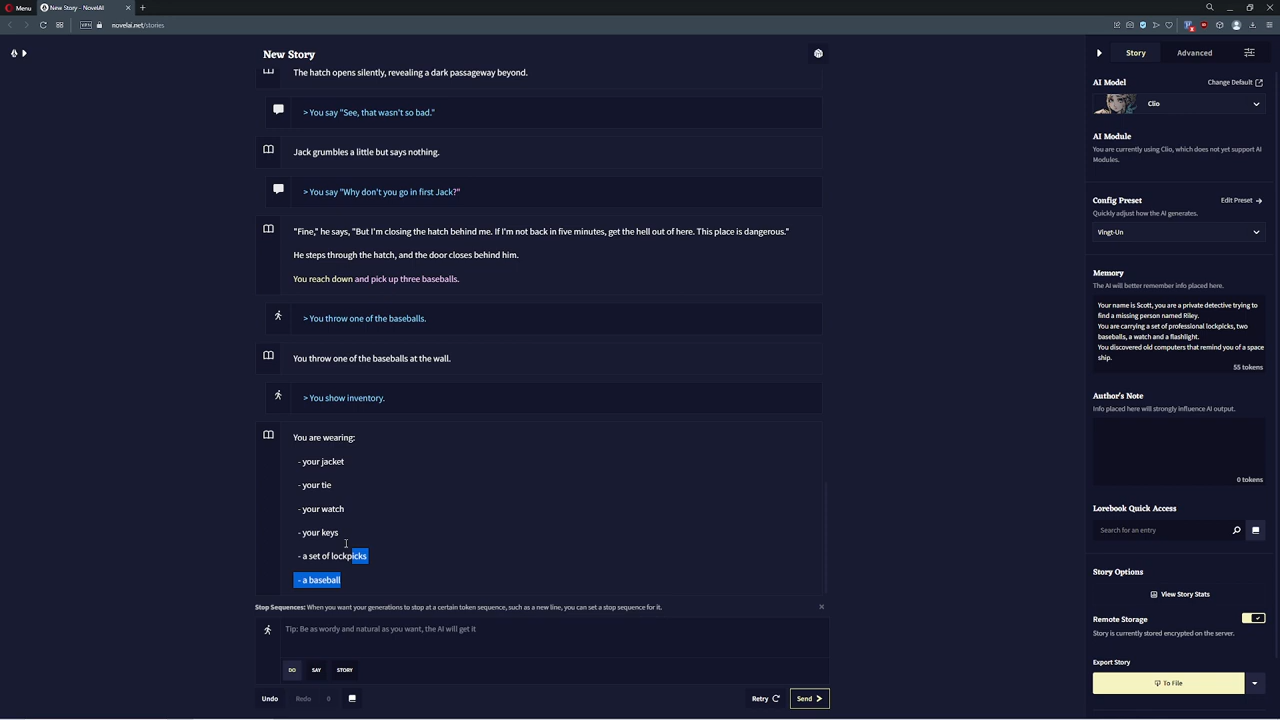 Menu
New Story - NovelAI
VPN
novelai.net/stories
New Story
The hatch opens silently, revealing a dark passageway beyond.
> You say "See, that wasn't so bad."
Jack grumbles a little but says nothing.
> You say "Why don't you go in first Jack?"
"Fine," he says, "But I'm closing the hatch behind me. If I'm not back in five minutes, get the hell out of here. This place is dangerous."
He steps through the hatch, and the door closes behind him.
You reach down and pick up three baseballs.
> You throw one of the baseballs.
You throw one of the baseballs at the wall.
> You show inventory.
You are wearing:
- your jacket
- your tie
- your watch
- your keys
- a set of lockpicks
- a baseball
Stop Sequences: When you want your generations to stop at a certain token sequence, such as a new line, you can set a stop sequence for it.
Tip: Be as wordy and natural as you want, the AI will get it
DO
SAY
STORY
Undo
Redo
0
Retry
Send
Story
Advanced
AI Model
Change Default
Clio
AI Module
You are currently using Clio, which does not yet support AI
Modules.
Config Preset
Edit Preset
Quickly adjust how the AI generates.
Vingt-Un
Memory
The AI will better remember info placed here.
Your name is Scott, you are a private detective trying to
find a missing person named Riley.
You are carrying a set of professional lockpicks, two
baseballs, a watch and a flashlight.
You discovered old computers that remind you of a space
ship.
55 tokens
Author's Note
Info placed here will strongly influence AI output.
0 tokens
Lorebook Quick Access
Search for an entry
Story Options
View Story Stats
Remote Storage
Story is currently stored encrypted on the server.
Export Story
To File